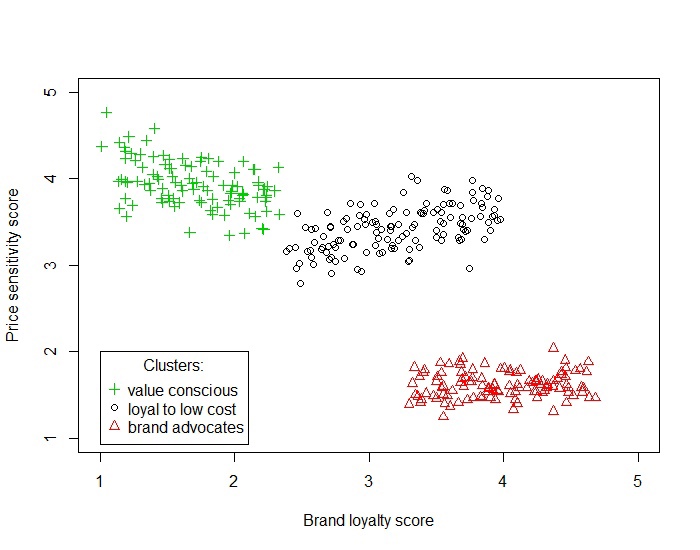 Price sensitivity score
5
4
3
2
1
Clusters:
value conscious
loyal to low cost
brand advocates
1 2 3 4 5
Brand loyalty score